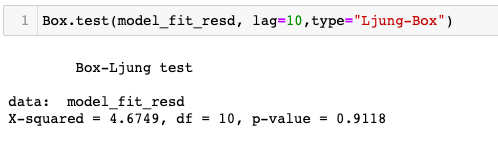 1 Box.test(model_fit_resd, lag=10,type="Ljung-Box")
Box-Ljung test
data:  model_fit_resd
X-squared = 4.6749, df = 10, p-value = 0.9118